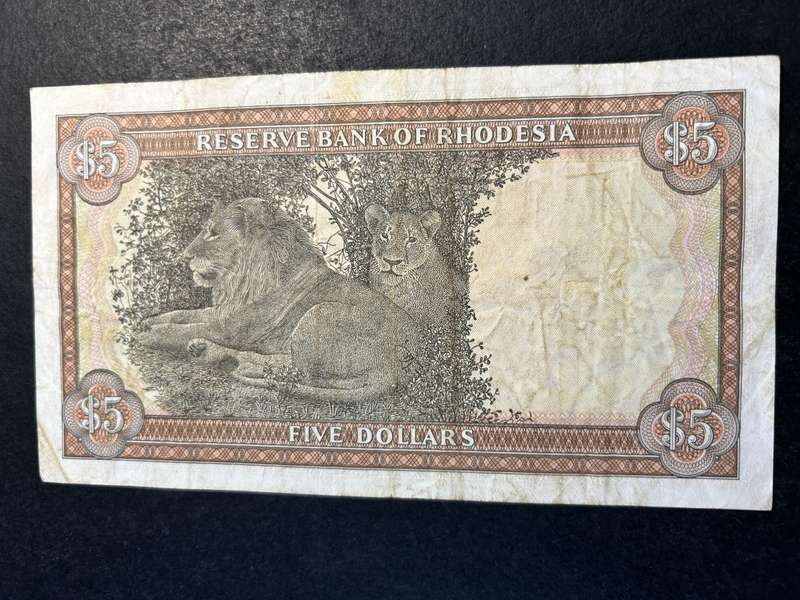 $5 RESERVE BANK OF RHODESIA $5
$5 FIVE DOLLARS $5